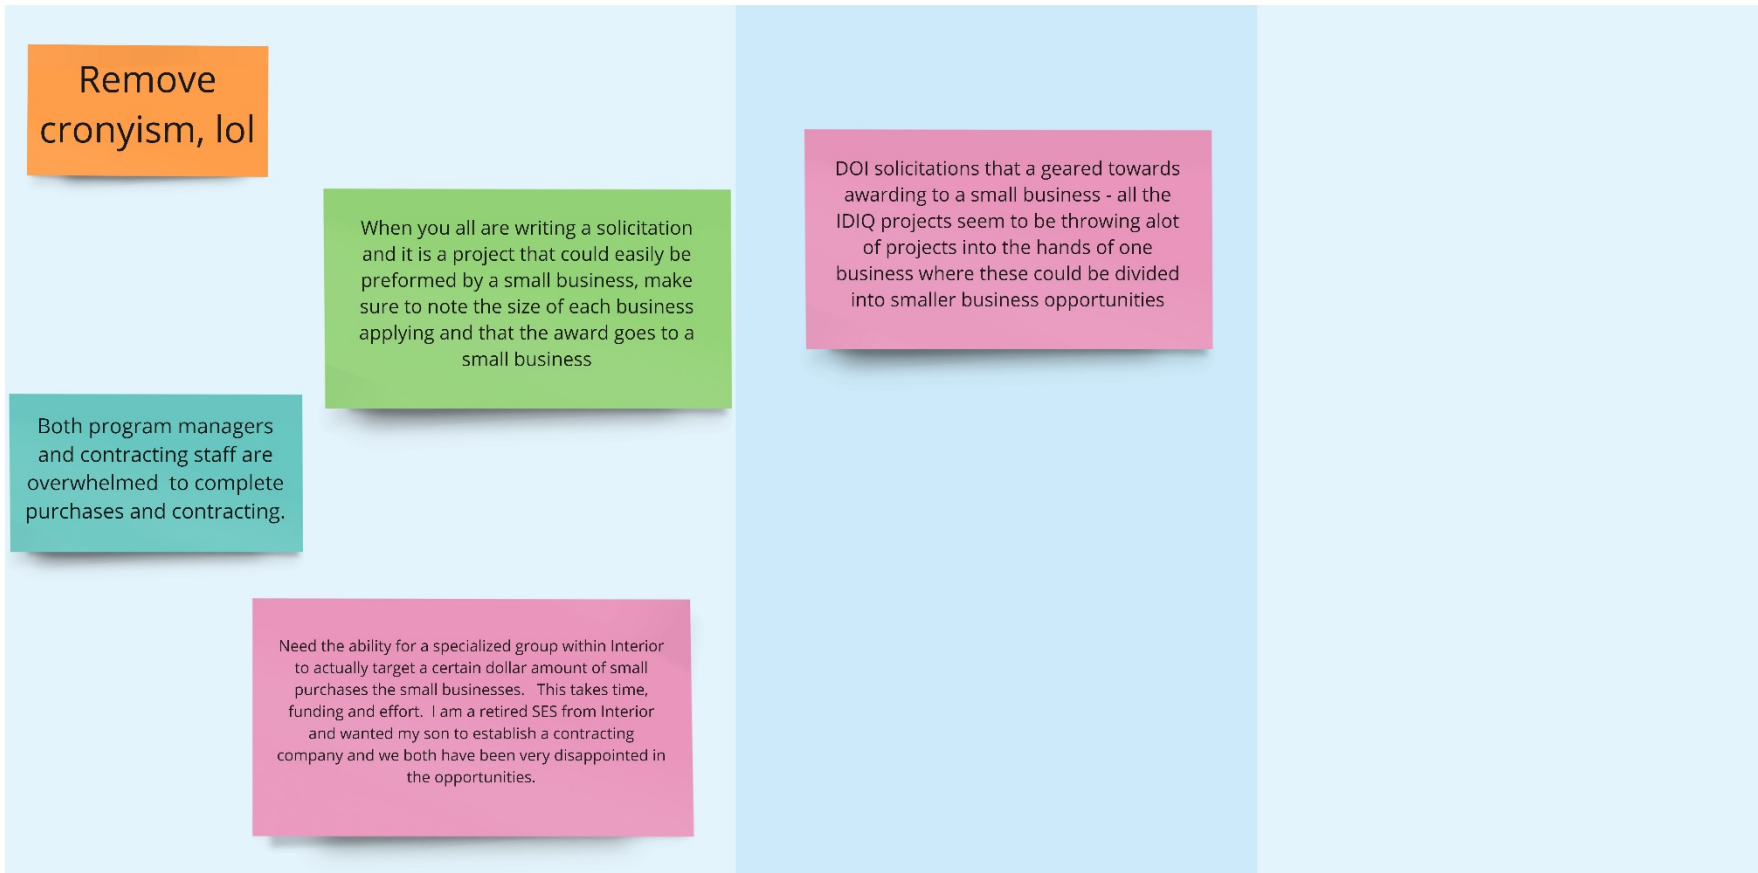 Remove
cronyism, lol
When you all are writing a solicitation
and it is a project that could easily be
preformed by a small business, make
sure to note the size of each business
applying and that the award goes to a
small business
Both program managers
and contracting staff are
overwhelmed  to complete
purchases and contracting.
Need the ability for a specialized group within Interior
to actually target a certain dollar amount of small
purchases the small businesses.   This takes time,
funding and effort.  I am a retired SES from Interior
and wanted my son to establish a contracting
company and we both have been very disappointed in
the opportunities.
DOI solicitations that a geared towards
awarding to a small business - all the
IDIQ projects seem to be throwing alot
of projects into the hands of one
business where these could be divided
into smaller business opportunities